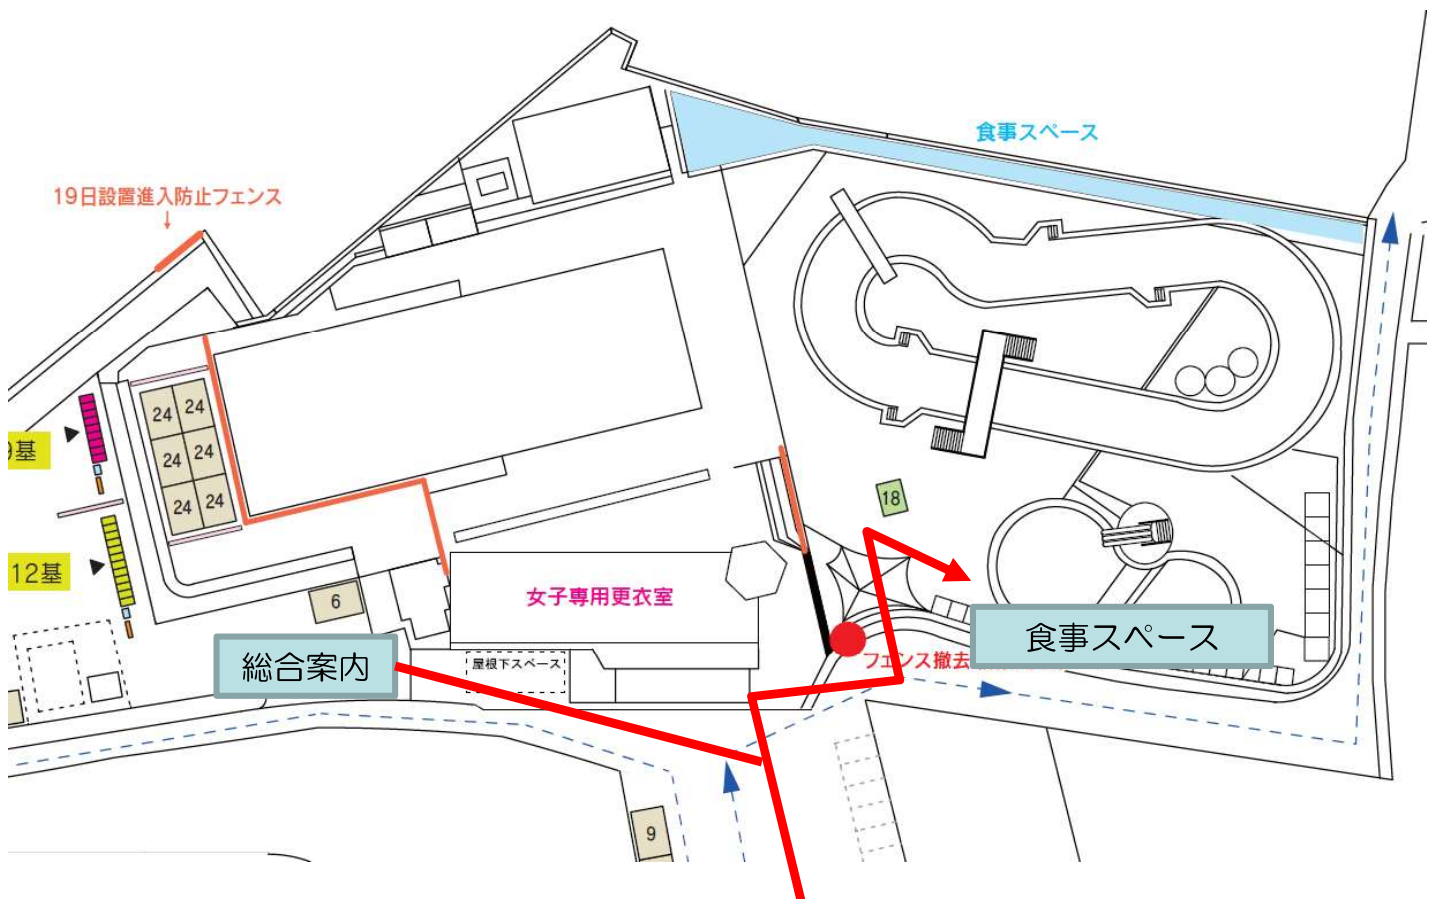 食事スペース
19日設置進入防止フェンス
↓
24 24
9基
24 24
24 24
18
12基
6
女子専用更衣室
総合案内
屋根下スペース
食事スペース
フェンス撤去
9